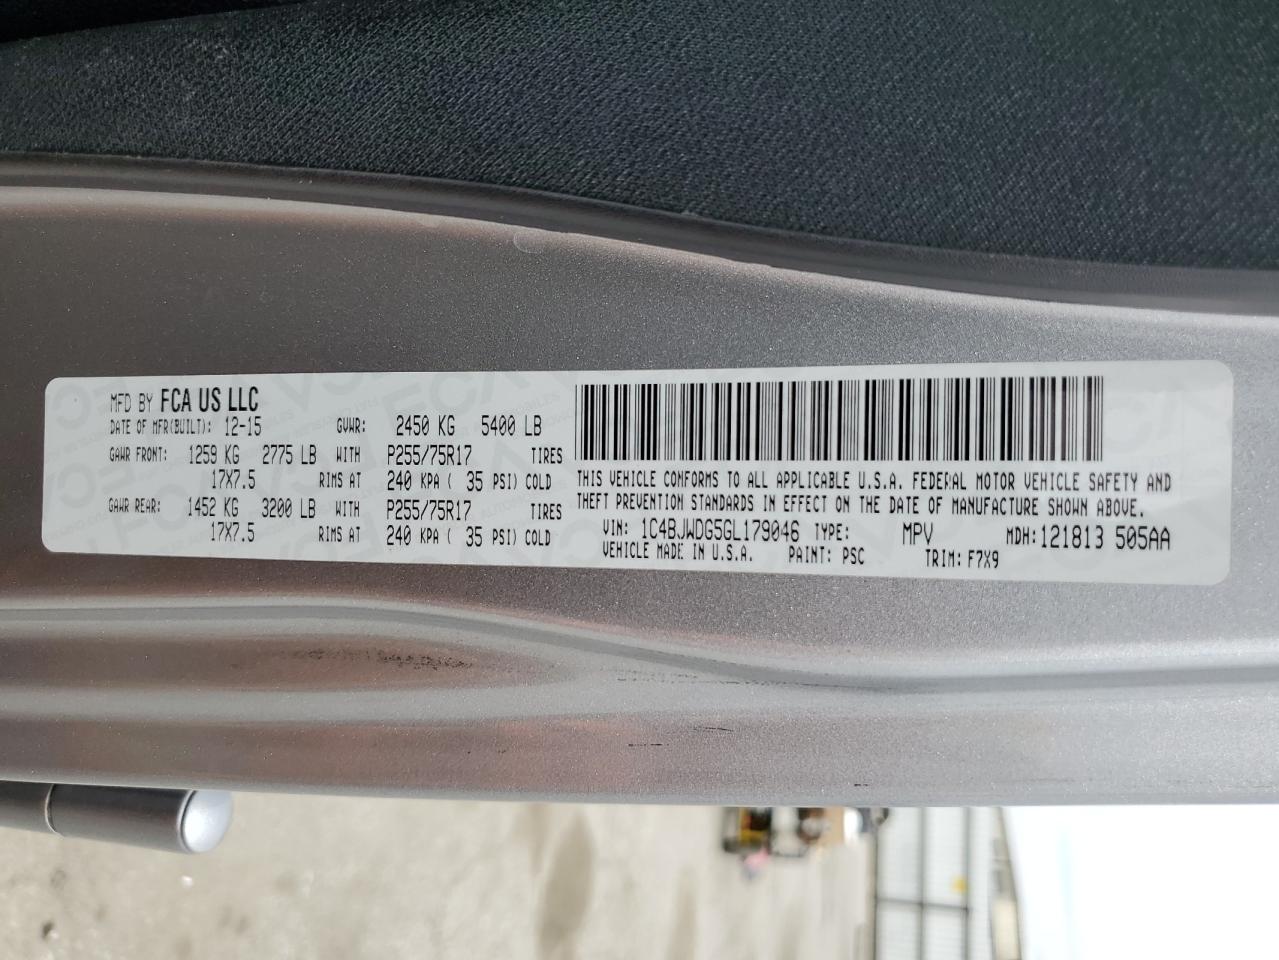 MFD BY FCA US LLC
DATE OF MFR(BUILT): 12-15 GVWR: 2450 KG 5400 LB
GAWR FRONT: 1259 KG 2775 LB WITH P255/75R17 TIRES
17X7.5 RIMS AT 240 KPA ( 35 PSI) COLD
GAWR REAR: 1452 KG 3200 LB WITH P255/75R17 TIRES
17X7.5 RIMS AT 240 KPA ( 35 PSI) COLD
THIS VEHICLE CONFORMS TO ALL APPLICABLE U.S.A. FEDERAL MOTOR VEHICLE SAFETY AND
THEFT PREVENTION STANDARDS IN EFFECT ON THE DATE OF MANUFACTURE SHOWN ABOVE.
VIN: 1C4BJWDG5GL179046 TYPE: MPV MDH: 121813 505AA
VEHICLE MADE IN U.S.A. PAINT: PSC TRIM: F7X9